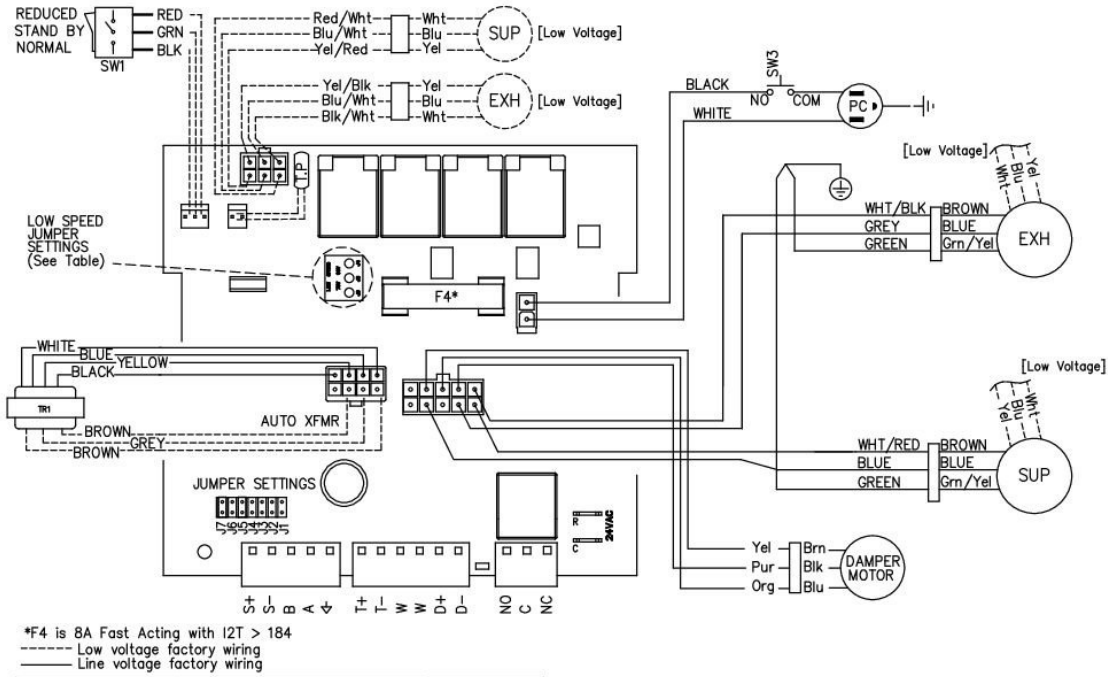 REDUCED
STAND BY
NORMAL
SW1
RED
GRN
BLK
Red/Wht
Blu/Wht
Yel/Red
Wht
Blu
Yel
SUP
[Low Voltage]
Yel/Blk
Blu/Wht
Blk/Wht
Yel
Blu
Wht
EXH
[Low Voltage]
BLACK
WHITE
SW3
NO
COM
PC
T.P
LOW SPEED
JUMPER
SETTINGS
(See Table)
F4*
[Low Voltage]
Wht
Blu
Yel
WHT/BLK
GREY
GREEN
BROWN
BLUE
Grn/Yel
EXH
WHITE
BLUE
YELLOW
BLACK
TR1
BROWN
GREY
BROWN
AUTO XFMR
[Low Voltage]
Yel
Blu
Wht
WHT/RED
BLUE
GREEN
BROWN
BLUE
Grn/Yel
SUP
JUMPER SETTINGS
J7
J6
J5
J4
J3
J2
J1
R
C
24VAC
Yel
Pur
Org
Brn
Blk
Blu
DAMPER
MOTOR
S+
S-
B
A
T+
T-
W
W
D+
D-
NO
C
NC
*F4 is 8A Fast Acting with I2T > 184
Low voltage factory wiring
Line voltage factory wiring